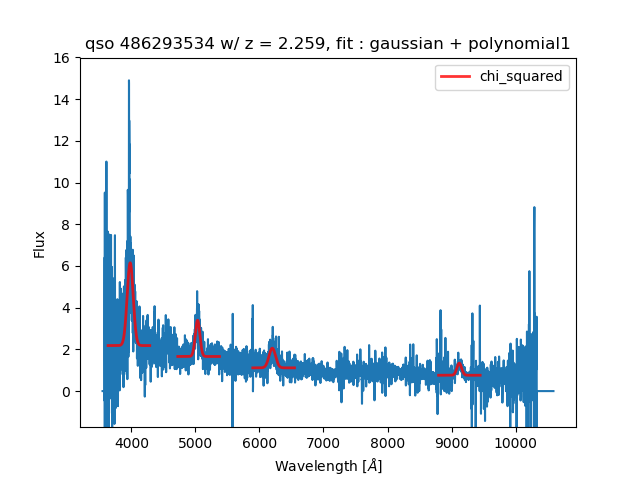 qso 486293534 w/ z = 2.259, fit : gaussian + polynomial1
chi_squared
Flux
16
14
12
10
8
6
4
2
0
4000 5000 6000 7000 8000 9000 10000
Wavelength [Å]